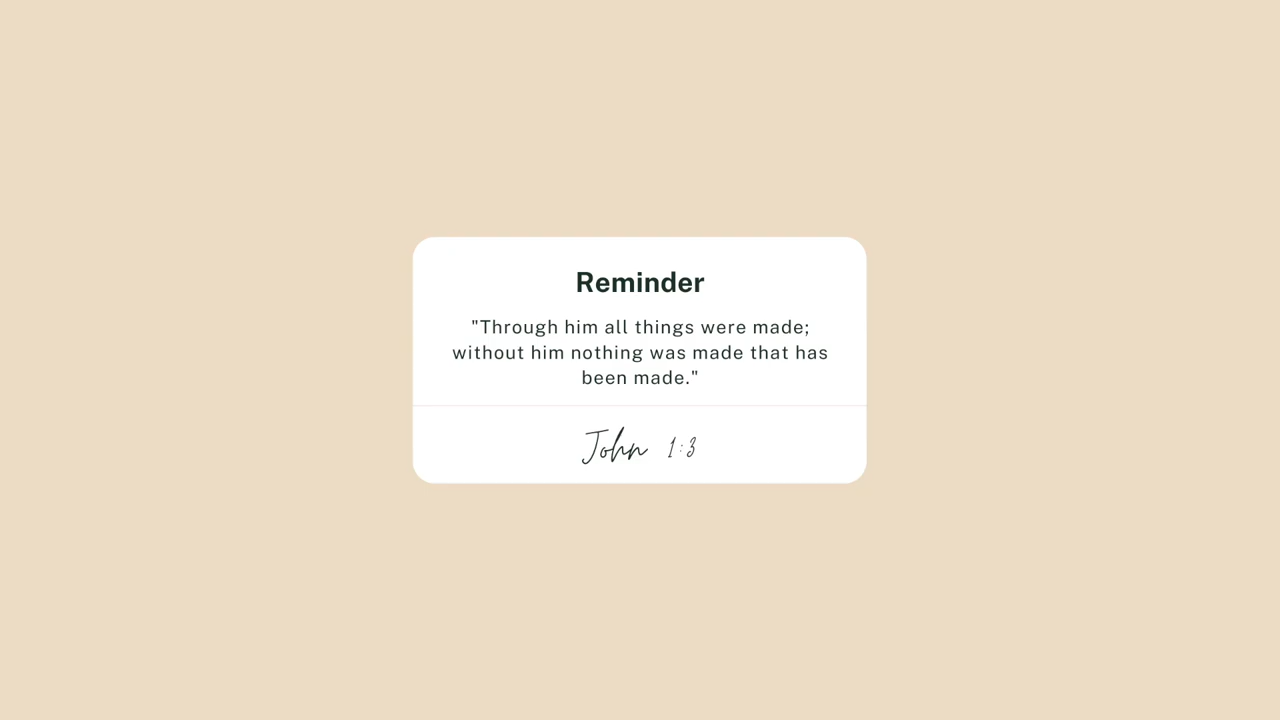 Reminder
"Through him all things were made;
without him nothing was made that has
been made."
John 1:3